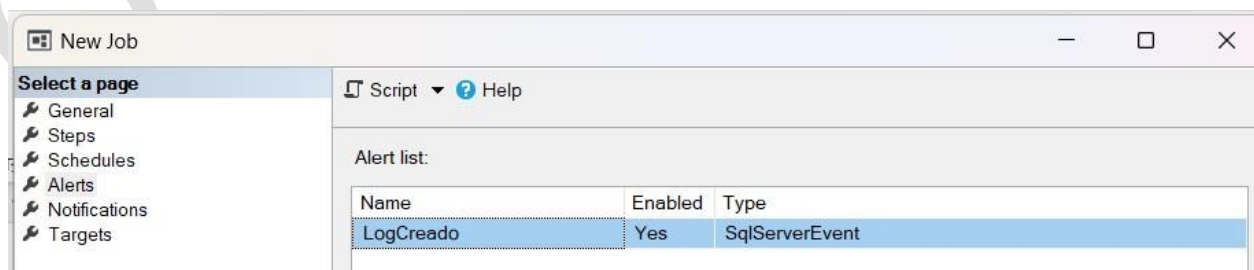 New Job
Select a page
General
Steps
Schedules
Alerts
Notifications
Targets
Script Help
Alert list:
Name Enabled Type
LogCreado Yes SqlServerEvent